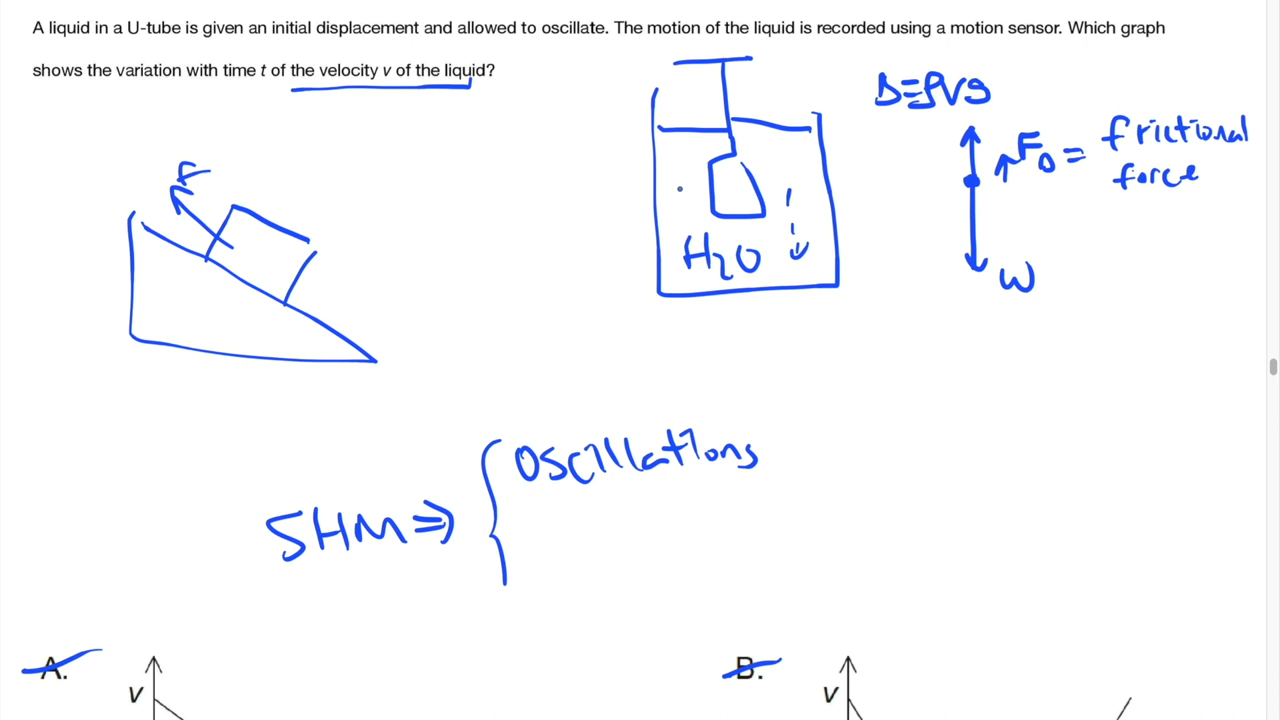 A liquid in a U-tube is given an initial displacement and allowed to oscillate. The motion of the liquid is recorded using a motion sensor. Which graph
shows the variation with time t of the velocity v of the liquid?
B=ρVg
F
F_D = frictional
force
H2O
W
SHM ⇒ { Oscillations
A.
B.
v
v